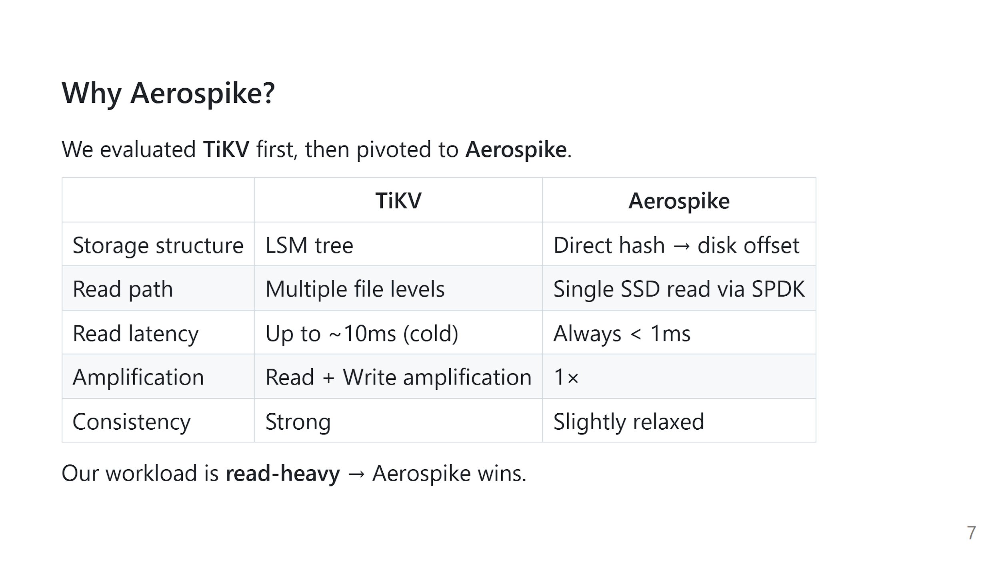 Why Aerospike?
We evaluated TiKV first, then pivoted to Aerospike.
TiKV Aerospike
Storage structure LSM tree Direct hash → disk offset
Read path Multiple file levels Single SSD read via SPDK
Read latency Up to ~10ms (cold) Always < 1ms
Amplification Read + Write amplification 1×
Consistency Strong Slightly relaxed
Our workload is read-heavy → Aerospike wins.
7